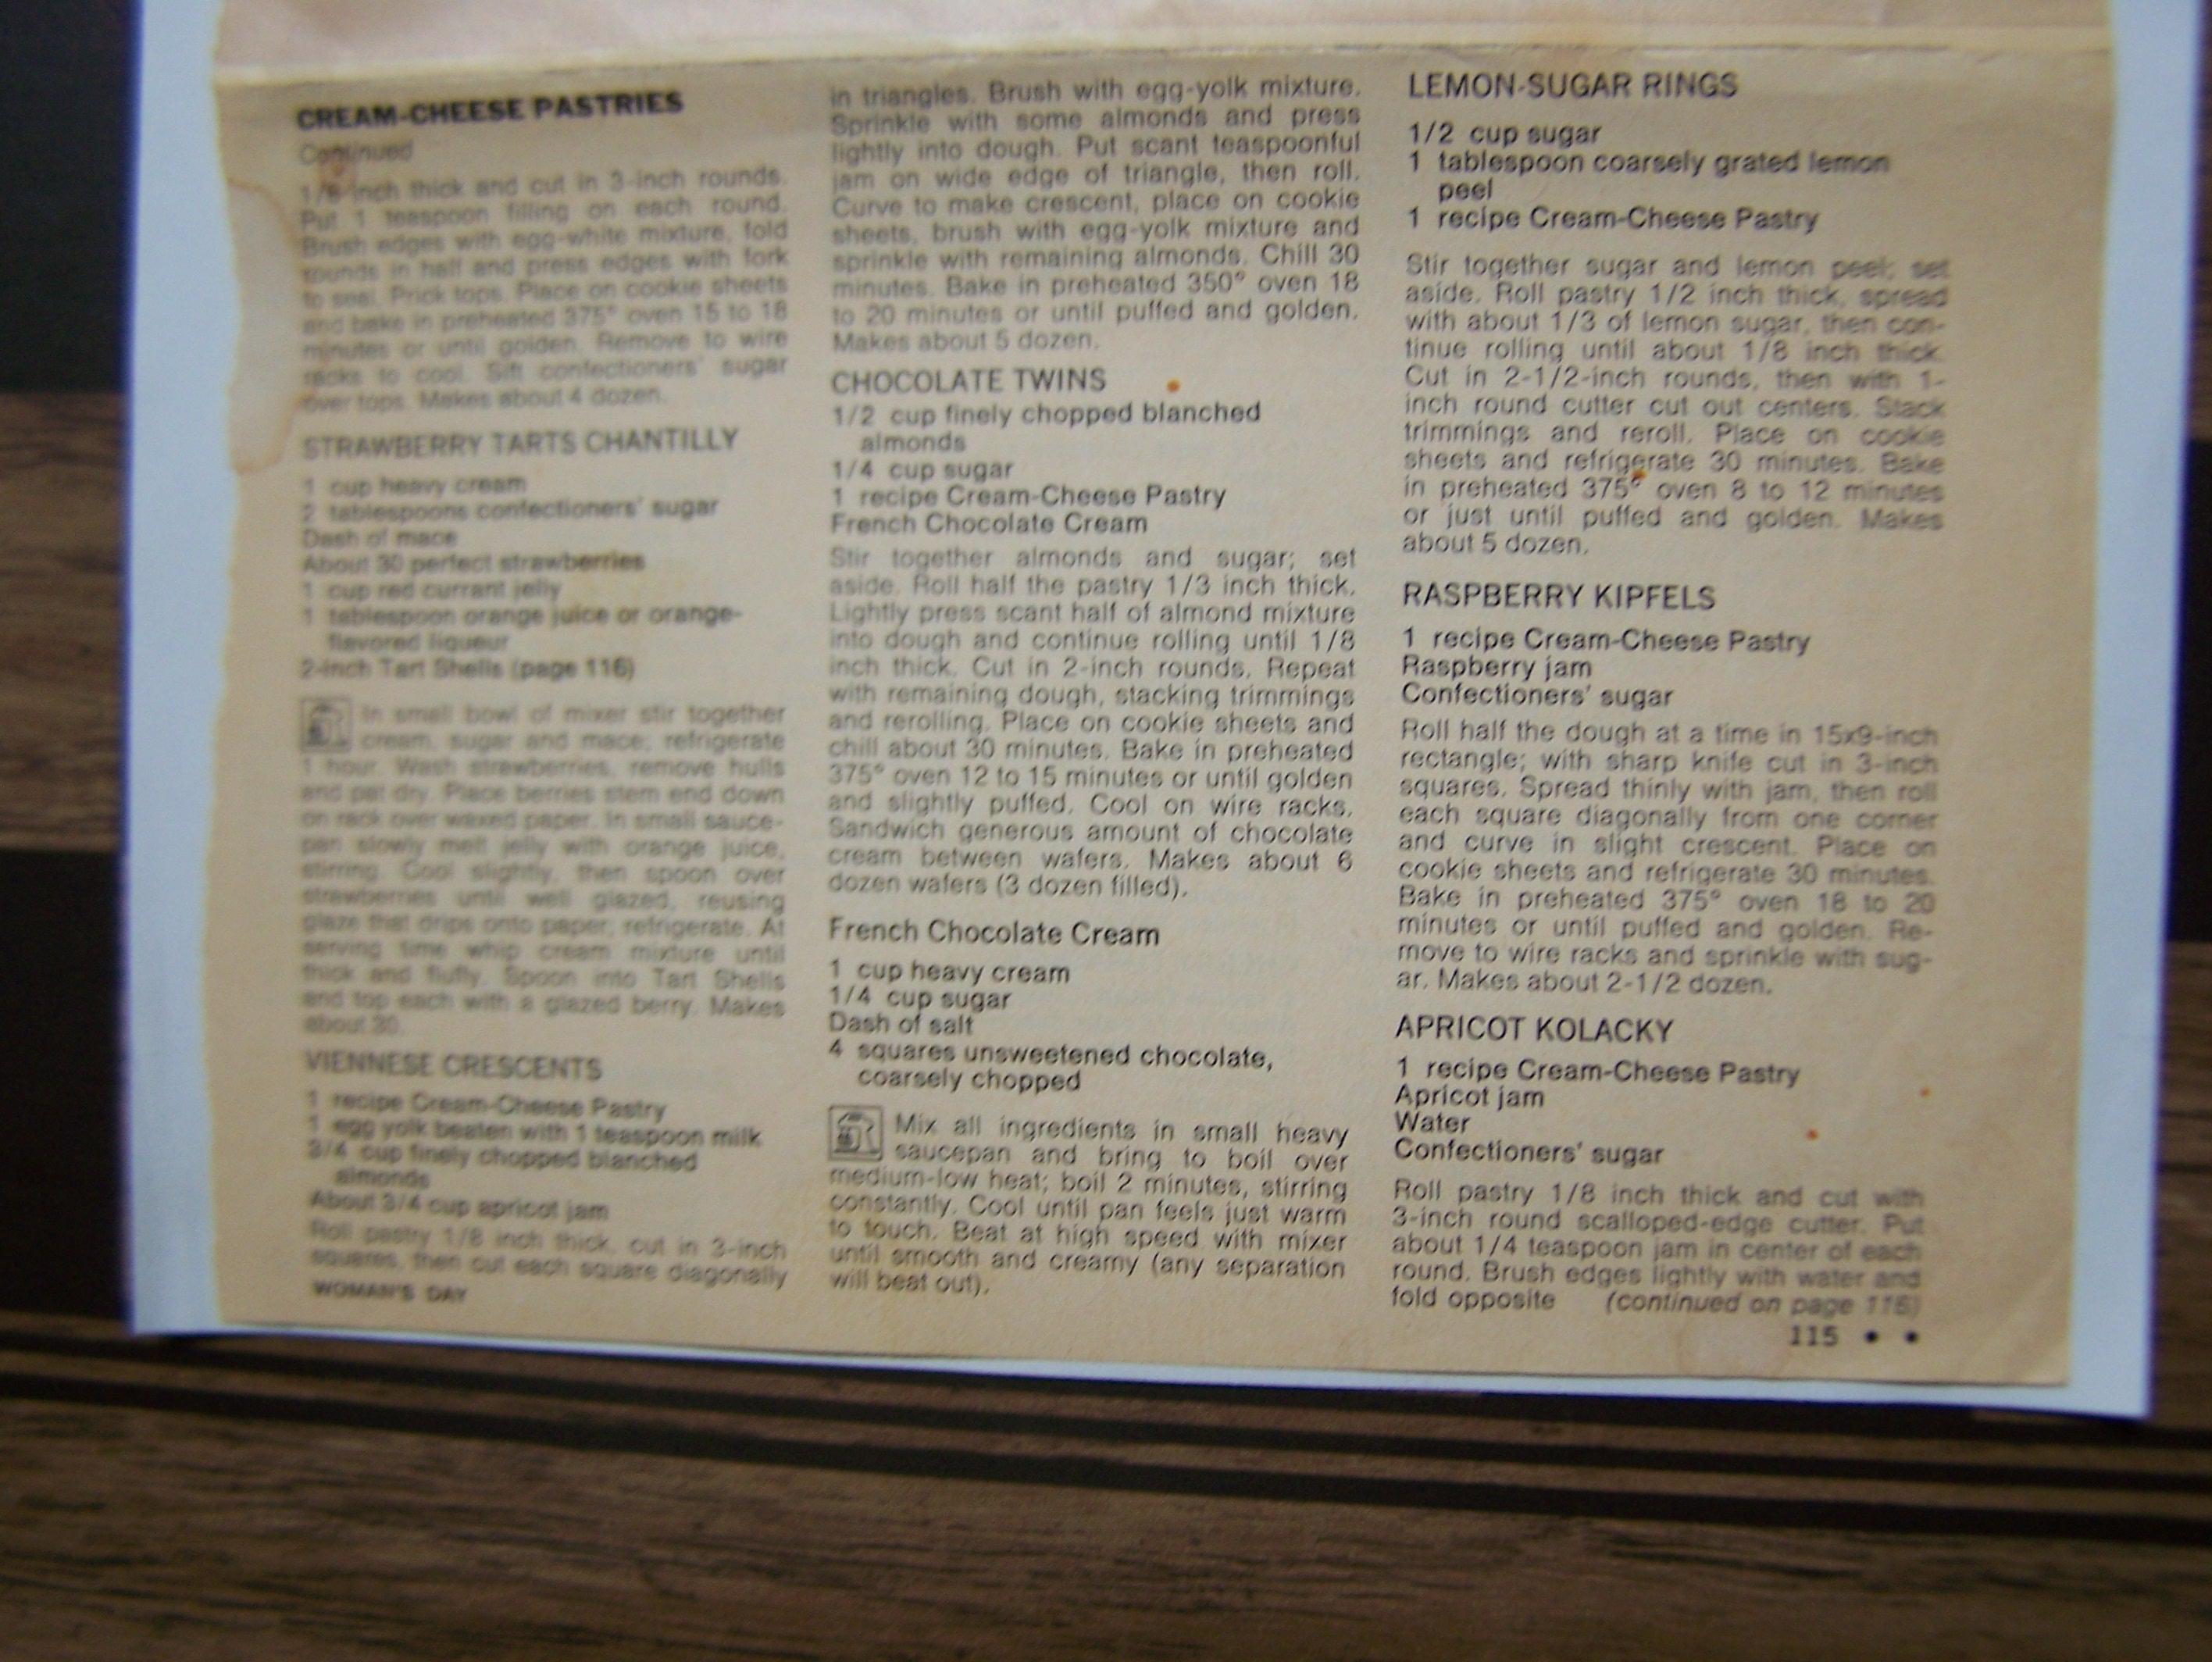 CREAM-CHEESE PASTRIES
Continued
1/8 inch thick and cut in 3-inch rounds.
Put 1 teaspoon filling on each round.
Brush edges with egg-white mixture, fold
rounds in half and press edges with fork
to seal. Prick tops. Place on cookie sheets
and bake in preheated 375° oven 15 to 18
minutes or until golden. Remove to wire
racks to cool. Sift confectioners' sugar
over tops. Makes about 4 dozen.
STRAWBERRY TARTS CHANTILLY
1 cup heavy cream
2 tablespoons confectioners' sugar
Dash of mace
About 30 perfect strawberries
1 cup red currant jelly
1 tablespoon orange juice or orange-
flavored liqueur
2-inch Tart Shells (page 116)
In small bowl of mixer stir together
cream, sugar and mace; refrigerate
1 hour. Wash strawberries, remove hulls
and pat dry. Place berries stem end down
on rack over waxed paper. In small sauce-
pan slowly melt jelly with orange juice,
stirring. Cool slightly, then spoon over
strawberries until well glazed, reusing
glaze that drips onto paper; refrigerate. At
serving time whip cream mixture until
thick and fluffy. Spoon into Tart Shells
and top each with a glazed berry. Makes
about 30.
VIENNESE CRESCENTS
1 recipe Cream-Cheese Pastry
1 egg yolk beaten with 1 teaspoon milk
3/4 cup finely chopped blanched
almonds
About 3/4 cup apricot jam
Roll pastry 1/8 inch thick, cut in 3-inch
squares, then cut each square diagonally
WOMAN'S DAY
in triangles. Brush with egg-yolk mixture.
Sprinkle with some almonds and press
lightly into dough. Put scant teaspoonful
jam on wide edge of triangle, then roll.
Curve to make crescent, place on cookie
sheets, brush with egg-yolk mixture and
sprinkle with remaining almonds. Chill 30
minutes. Bake in preheated 350° oven 18
to 20 minutes or until puffed and golden.
Makes about 5 dozen.
CHOCOLATE TWINS
1/2 cup finely chopped blanched
almonds
1/4 cup sugar
1 recipe Cream-Cheese Pastry
French Chocolate Cream
Stir together almonds and sugar; set
aside. Roll half the pastry 1/3 inch thick.
Lightly press scant half of almond mixture
into dough and continue rolling until 1/8
inch thick. Cut in 2-inch rounds. Repeat
with remaining dough, stacking trimmings
and rerolling. Place on cookie sheets and
chill about 30 minutes. Bake in preheated
375° oven 12 to 15 minutes or until golden
and slightly puffed. Cool on wire racks.
Sandwich generous amount of chocolate
cream between wafers. Makes about 6
dozen wafers (3 dozen filled).
French Chocolate Cream
1 cup heavy cream
1/4 cup sugar
Dash of salt
4 squares unsweetened chocolate,
coarsely chopped
Mix all ingredients in small heavy
saucepan and bring to boil over
medium-low heat; boil 2 minutes, stirring
constantly. Cool until pan feels just warm
to touch. Beat at high speed with mixer
until smooth and creamy (any separation
will beat out).
LEMON-SUGAR RINGS
1/2 cup sugar
1 tablespoon coarsely grated lemon
peel
1 recipe Cream-Cheese Pastry
Stir together sugar and lemon peel; set
aside. Roll pastry 1/2 inch thick, spread
with about 1/3 of lemon sugar, then con-
tinue rolling until about 1/8 inch thick.
Cut in 2-1/2-inch rounds, then with 1-
inch round cutter cut out centers. Stack
trimmings and reroll. Place on cookie
sheets and refrigerate 30 minutes. Bake
in preheated 375° oven 8 to 12 minutes
or just until puffed and golden. Makes
about 5 dozen.
RASPBERRY KIPFELS
1 recipe Cream-Cheese Pastry
Raspberry jam
Confectioners' sugar
Roll half the dough at a time in 15x9-inch
rectangle; with sharp knife cut in 3-inch
squares. Spread thinly with jam, then roll
each square diagonally from one corner
and curve in slight crescent. Place on
cookie sheets and refrigerate 30 minutes.
Bake in preheated 375° oven 18 to 20
minutes or until puffed and golden. Re-
move to wire racks and sprinkle with sug-
ar. Makes about 2-1/2 dozen.
APRICOT KOLACKY
1 recipe Cream-Cheese Pastry
Apricot jam
Water
Confectioners' sugar
Roll pastry 1/8 inch thick and cut with
3-inch round scalloped-edge cutter. Put
about 1/4 teaspoon jam in center of each
round. Brush edges lightly with water and
fold opposite (continued on page 116)
115 • •